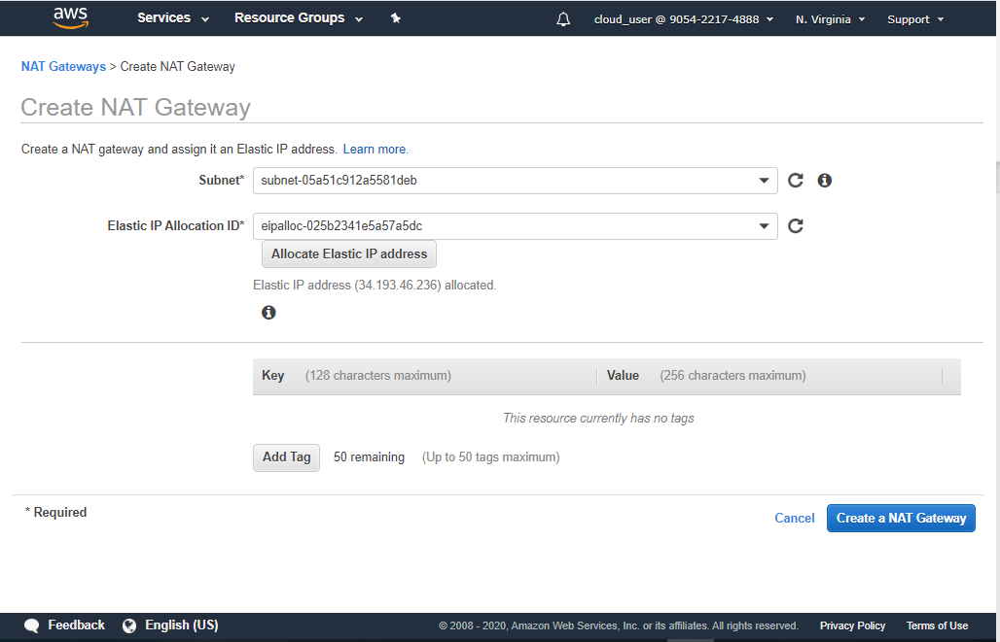 aws Services Resource Groups cloud_user @ 9054-2217-4888 N. Virginia Support
NAT Gateways > Create NAT Gateway
Create NAT Gateway
Create a NAT gateway and assign it an Elastic IP address. Learn more.
Subnet* subnet-05a51c912a5581deb
Elastic IP Allocation ID* eipalloc-025b2341e5a57a5dc
Allocate Elastic IP address
Elastic IP address (34.193.46.236) allocated.
Key (128 characters maximum) Value (256 characters maximum)
This resource currently has no tags
Add Tag 50 remaining (Up to 50 tags maximum)
* Required Cancel Create a NAT Gateway
Feedback English (US) © 2008 - 2020, Amazon Web Services, Inc. or its affiliates. All rights reserved. Privacy Policy Terms of Use